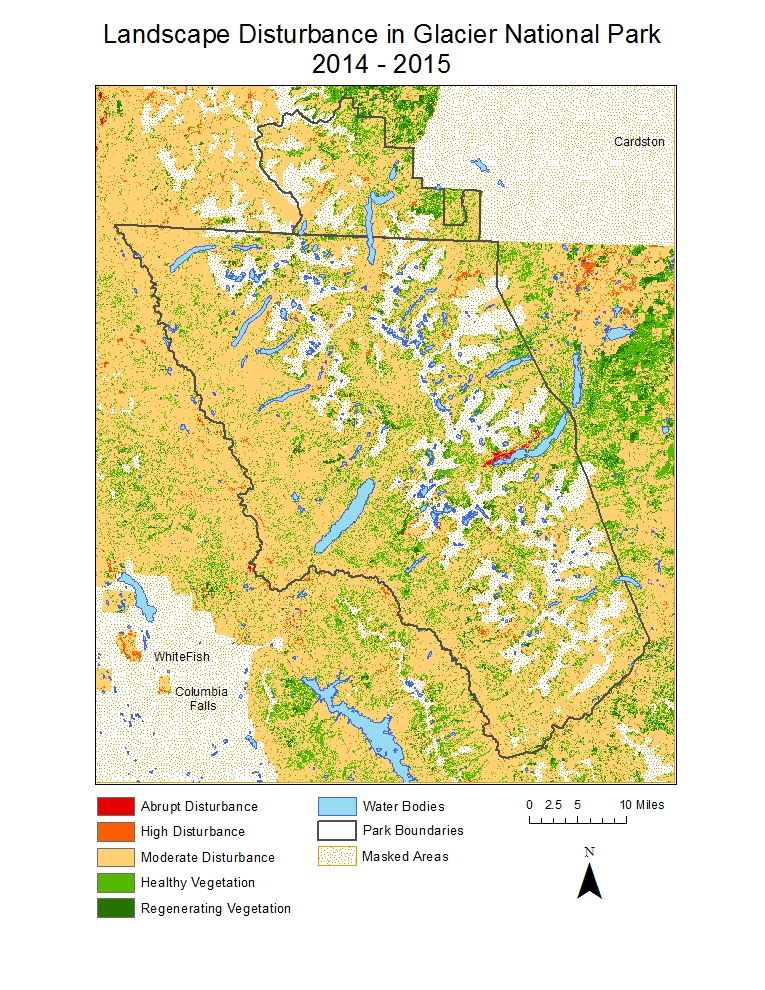 Landscape Disturbance in Glacier National Park
2014 - 2015
Cardston
WhiteFish
Columbia
Falls
Abrupt Disturbance
High Disturbance
Moderate Disturbance
Healthy Vegetation
Regenerating Vegetation
Water Bodies
Park Boundaries
Masked Areas
0 2.5 5 10 Miles
N